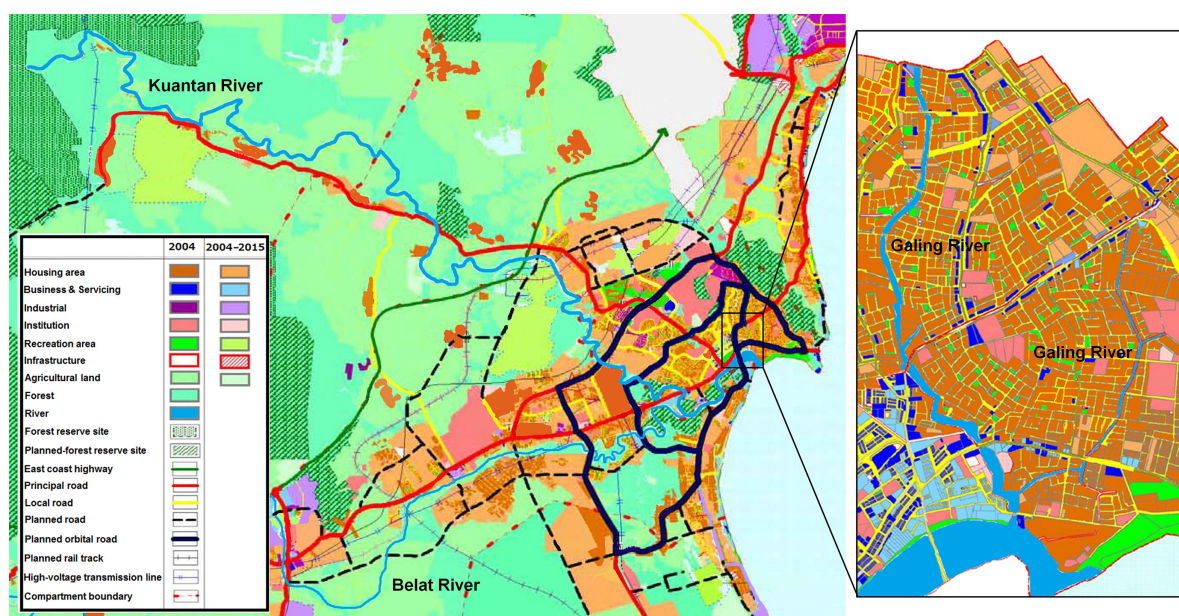 Kuantan River
2004 2004–2015
Housing area
Business & Servicing
Industrial
Institution
Recreation area
Infrastructure
Agricultural land
Forest
River
Forest reserve site
Planned-forest reserve site
East coast highway
Principal road
Local road
Planned road
Planned orbital road
Planned rail track
High-voltage transmission line
Compartment boundary
Belat River
Galing River
Galing River